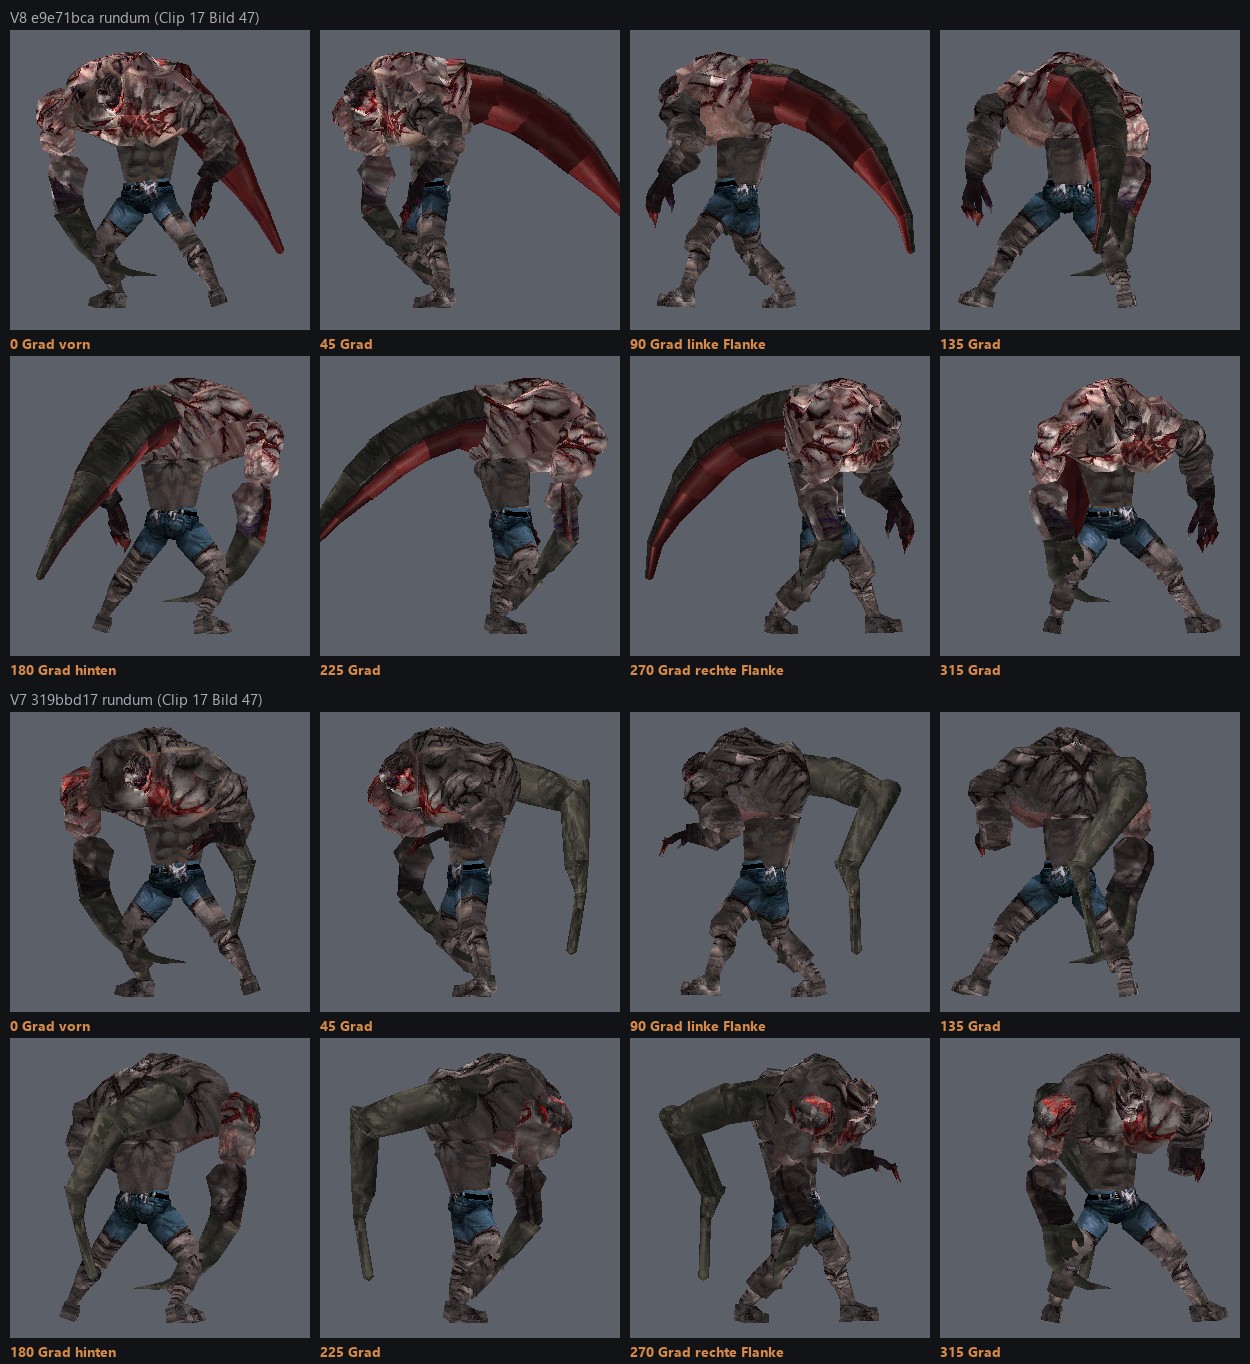 V8 e9e71bca rundum (Clip 17 Bild 47)
0 Grad vorn
45 Grad
90 Grad linke Flanke
135 Grad
180 Grad hinten
225 Grad
270 Grad rechte Flanke
315 Grad
V7 319bbd17 rundum (Clip 17 Bild 47)
0 Grad vorn
45 Grad
90 Grad linke Flanke
135 Grad
180 Grad hinten
225 Grad
270 Grad rechte Flanke
315 Grad